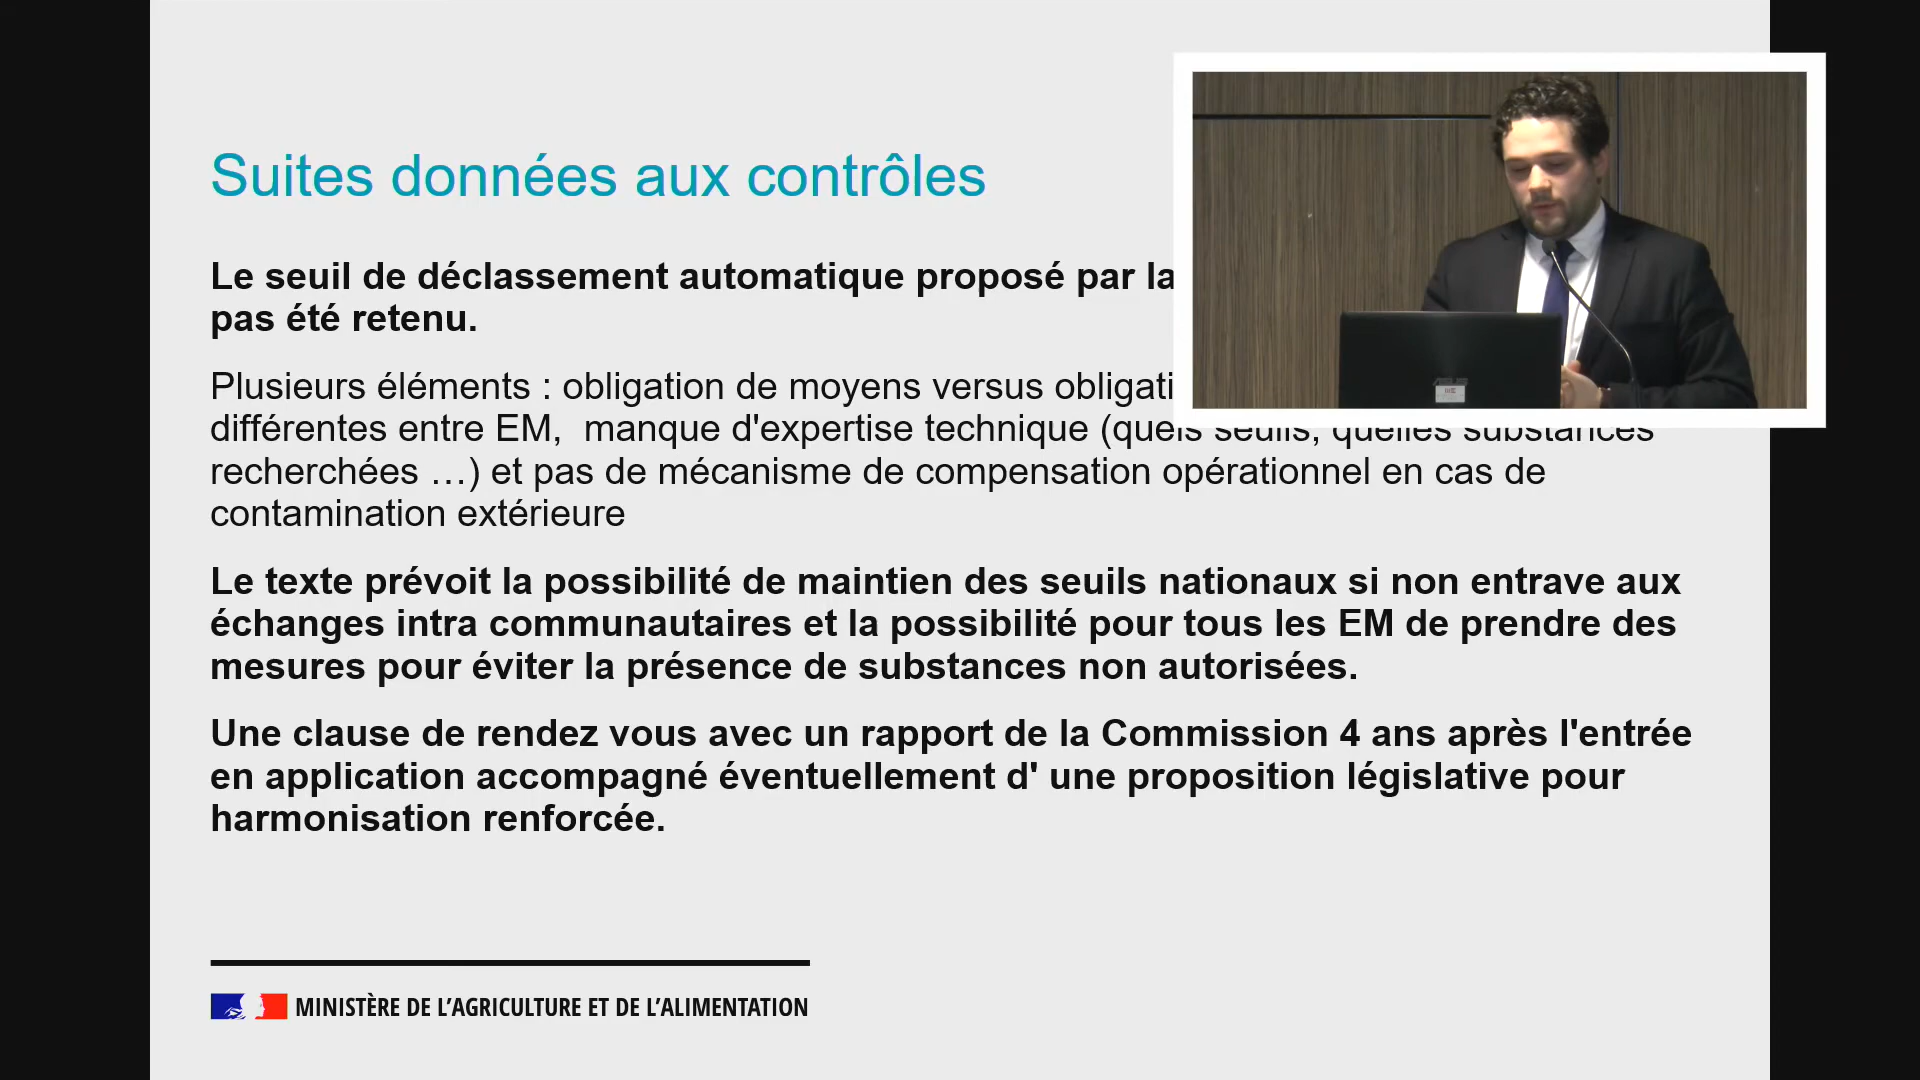 Suites données aux contrôles
Le seuil de déclassement automatique proposé par la
pas été retenu.
Plusieurs éléments : obligation de moyens versus
différentes entre EM, manque d'expertise technique (quels seuils, quelles substances
recherchées …) et pas de mécanisme de compensation opérationnel en cas de
contamination extérieure
Le texte prévoit la possibilité de maintien des seuils nationaux si non entrave aux
échanges intra communautaires et la possibilité pour tous les EM de prendre des
mesures pour éviter la présence de substances non autorisées.
Une clause de rendez vous avec un rapport de la Commission 4 ans après l'entrée
en application accompagné éventuellement d' une proposition législative pour
harmonisation renforcée.
MINISTÈRE DE L'AGRICULTURE ET DE L'ALIMENTATION